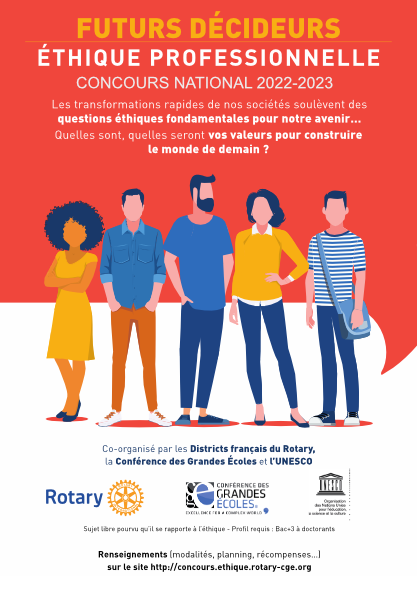 FUTURS DÉCIDEURS
ÉTHIQUE PROFESSIONNELLE
CONCOURS NATIONAL 2022-2023
Les transformations rapides de nos sociétés soulèvent des
questions éthiques fondamentales pour notre avenir...
Quelles sont, quelles seront vos valeurs pour construire
le monde de demain ?
Co-organisé par les Districts français du Rotary,
la Conférence des Grandes Écoles et l'UNESCO
Rotary
CONFÉRENCE DES
GRANDES
ÉCOLES
EXCELLENCE FOR A COMPLEX WORLD
Organisation
des Nations Unies
pour l'éducation
la science et la culture
Sujet libre pourvu qu'il se rapporte à l'éthique - Profil requis : Bac+3 à doctorants
Renseignements (modalités, planning, récompenses...)
sur le site http://concours.ethique.rotary-cge.org